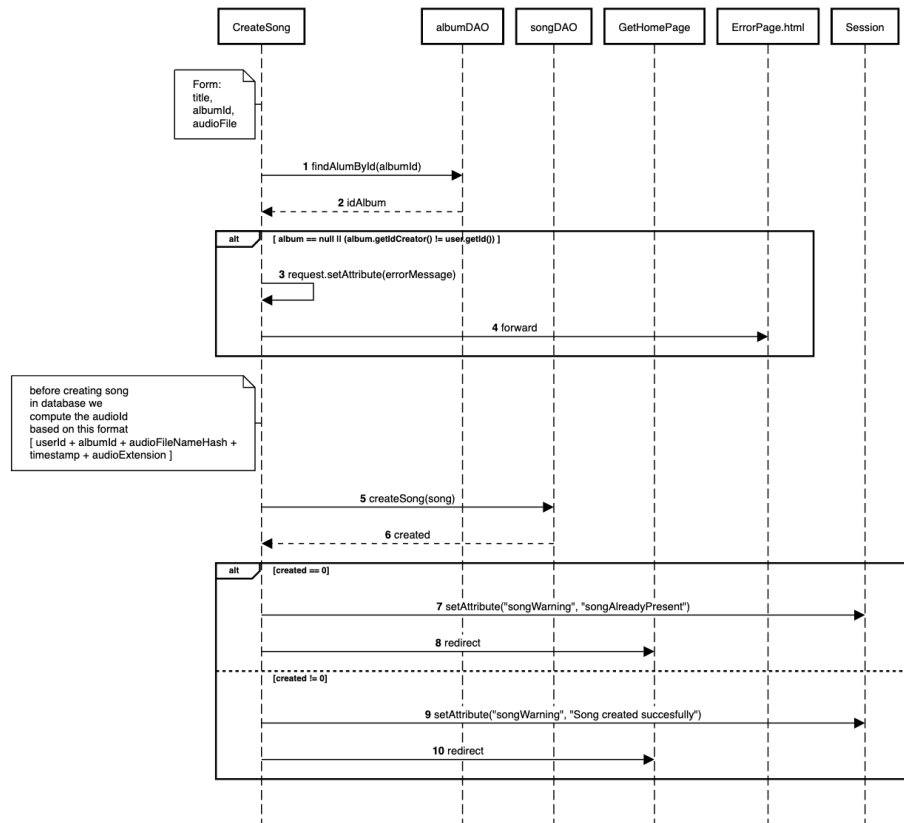 CreateSong
albumDAO
songDAO
GetHomePage
ErrorPage.html
Session
Form:
title,
albumId,
audioFile
1 findAlumById(albumId)
2 idAlbum
alt
[ album == null || (album.getIdCreator() != user.getId()) ]
3 request.setAttribute(errorMessage)
4 forward
before creating song
in database we
compute the audioId
based on this format
[ userId + albumId + audioFileNameHash +
timestamp + audioExtension ]
5 createSong(song)
6 created
alt
[created == 0]
7 setAttribute("songWarning", "songAlreadyPresent")
8 redirect
[created != 0]
9 setAttribute("songWarning", "Song created succesfully")
10 redirect